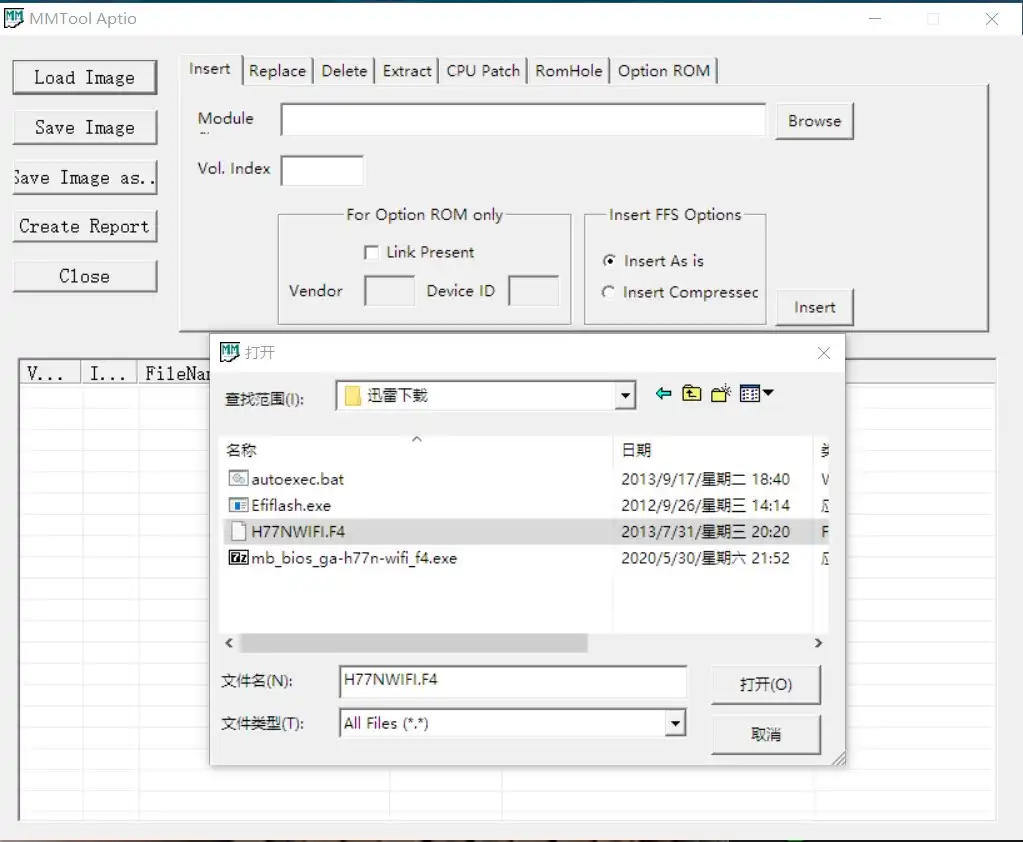 MMTool Aptio
Load Image
Save Image
Save Image as..
Create Report
Close
Insert Replace Delete Extract CPU Patch RomHole Option ROM
Module
Browse
Vol. Index
For Option ROM only
Link Present
Vendor
Device ID
Insert FFS Options
Insert As is
Insert Compressec
Insert
V... I... FileNar
打开
查找范围(I): 迅雷下载
名称 日期
autoexec.bat 2013/9/17/星期二 18:40
Efiflash.exe 2012/9/26/星期三 14:14
H77NWIFI.F4 2013/7/31/星期三 20:20
mb_bios_ga-h77n-wifi_f4.exe 2020/5/30/星期六 21:52
文件名(N): H77NWIFI.F4 打开(O)
文件类型(T): All Files (*.*) 取消